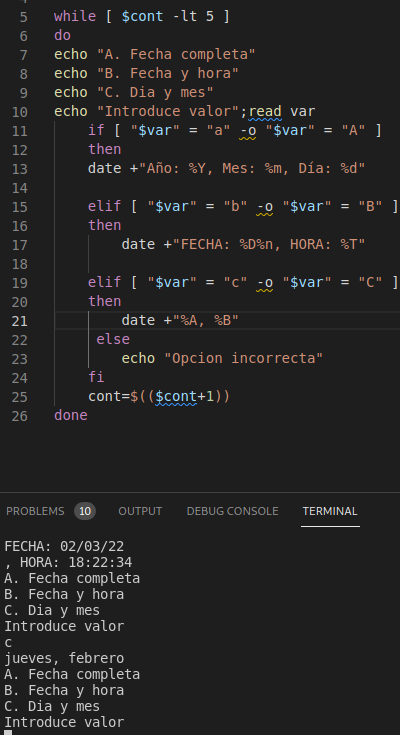 5 while [ $cont -lt 5 ]
6 do
7 echo "A. Fecha completa"
8 echo "B. Fecha y hora"
9 echo "C. Dia y mes"
10 echo "Introduce valor";read var
11 if [ "$var" = "a" -o "$var" = "A" ]
12 then
13 date +"Año: %Y, Mes: %m, Día: %d"
14
15 elif [ "$var" = "b" -o "$var" = "B" ]
16 then
17 date +"FECHA: %D%n, HORA: %T"
18
19 elif [ "$var" = "c" -o "$var" = "C" ]
20 then
21 date +"%A, %B"
22 else
23 echo "Opcion incorrecta"
24 fi
25 cont=$(($cont+1))
26 done
PROBLEMS 10 OUTPUT DEBUG CONSOLE TERMINAL
FECHA: 02/03/22
, HORA: 18:22:34
A. Fecha completa
B. Fecha y hora
C. Dia y mes
Introduce valor
c
jueves, febrero
A. Fecha completa
B. Fecha y hora
C. Dia y mes
Introduce valor